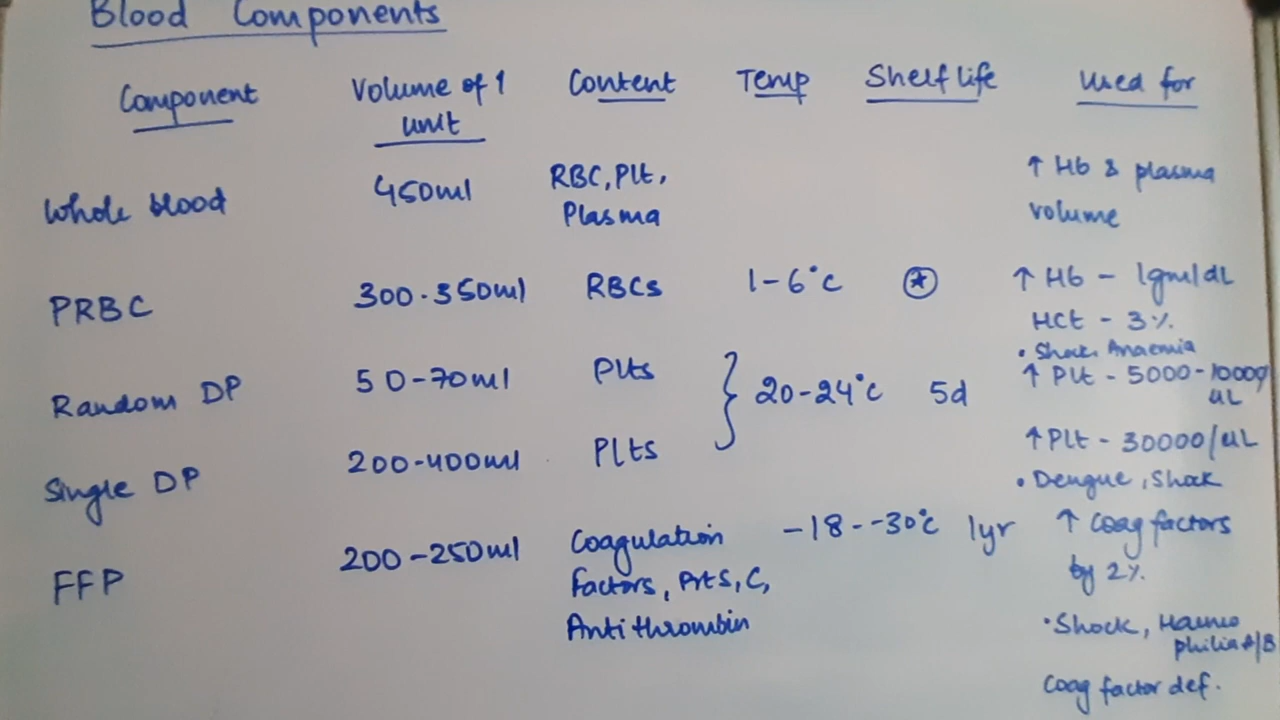 Blood Components
Component Volume of 1 unit Content Temp Shelf life Used for
Whole blood 450ml RBC, Plt, Plasma ↑ Hb & plasma volume
PRBC 300-350ml RBCs 1-6°c * ↑ Hb - 1gm/dL
HCt - 3%
• Shock, Anaemia
Random DP 50-70ml Plts } 20-24°c 5d ↑ Plt - 5000-10000/uL
Single DP 200-400ml Plts ↑ Plt - 30000/uL
• Dengue, Shock
FFP 200-250ml Coagulation factors, Prt S, C, Antithrombin -18--30°c 1yr ↑ Coag factors by 2%
• Shock, Haemophilia A/B
Coag factor def.